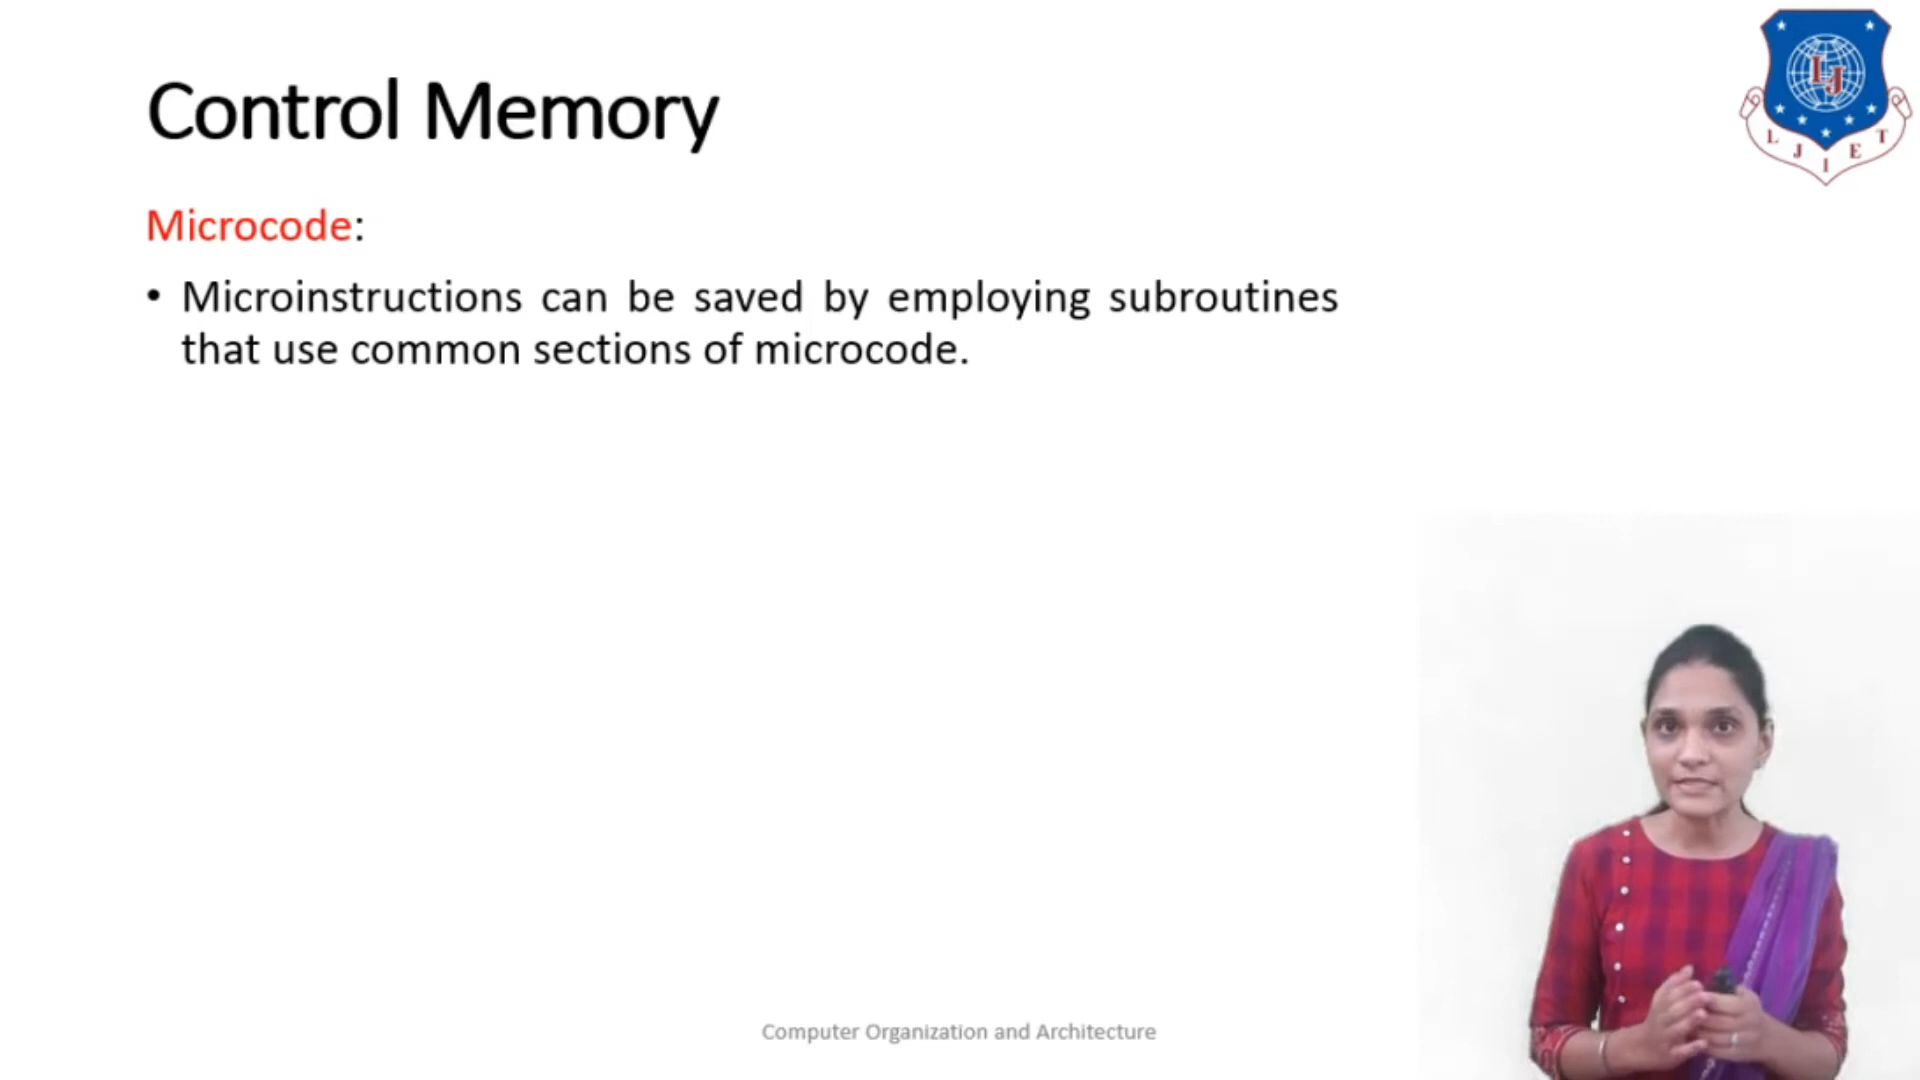 Control Memory
L J I E T
LJ
Microcode:
• Microinstructions can be saved by employing subroutines
that use common sections of microcode.
Computer Organization and Architecture